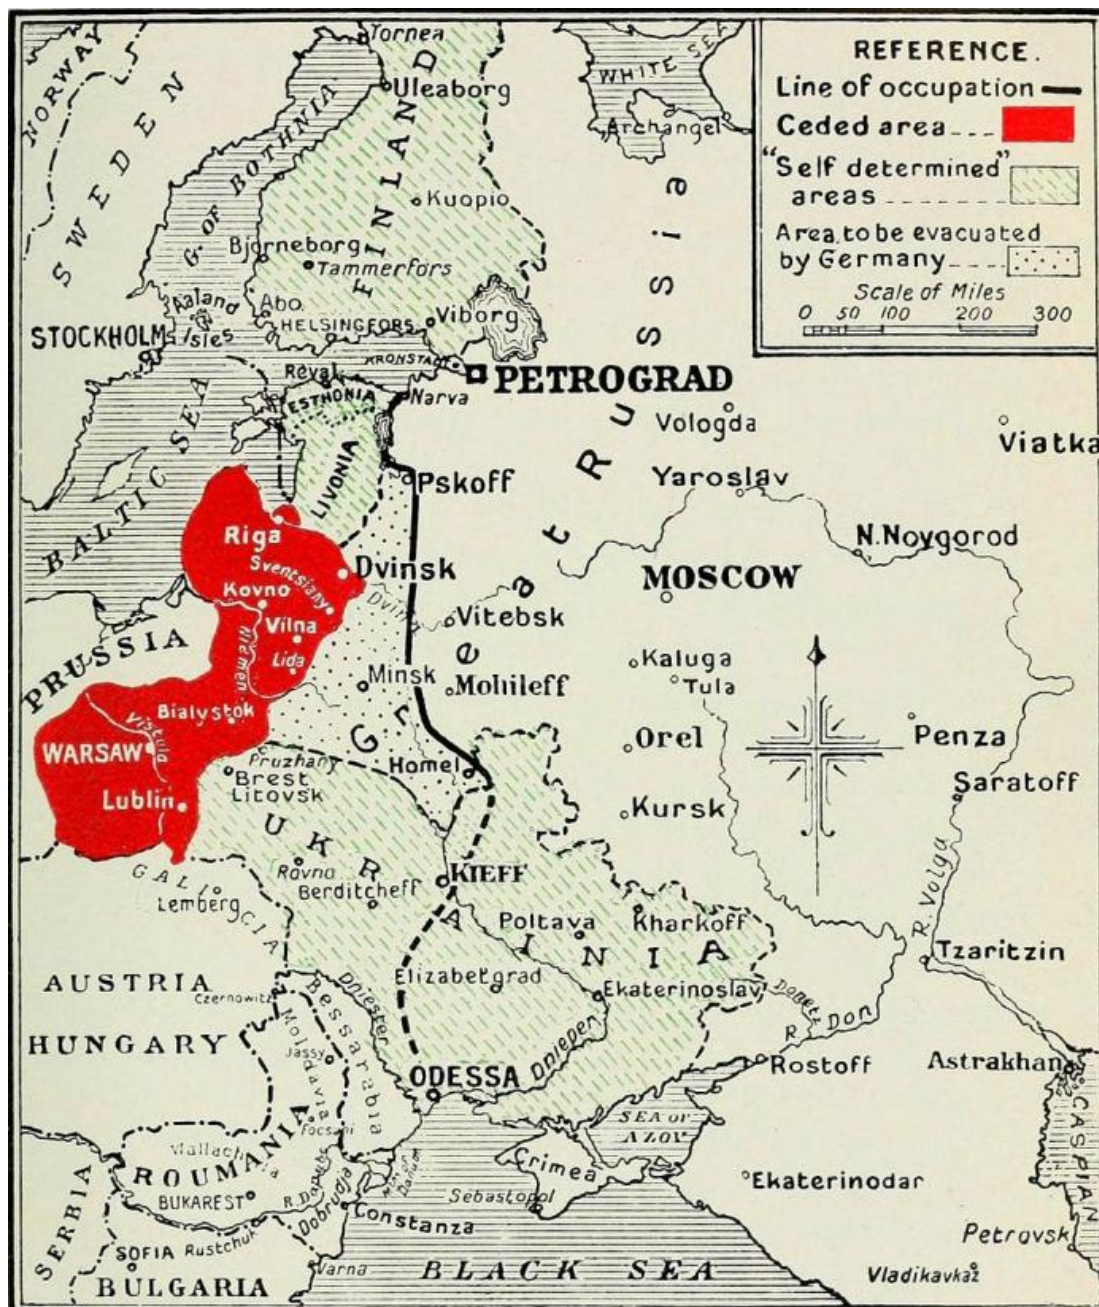 NORWAY
SWEDEN
Tornea
Uleaborg
WHITE SEA
Archangel
REFERENCE.
Line of occupation
Ceded area
"Self determined"
areas
Area to be evacuated
by Germany
Scale of Miles
0 50 100 200 300
G. OF BOTHNIA
FINLAND
Kuopio
Bjorneborg
Tammerfors
Aaland
Isles
Abo
HELSINGFORS
Viborg
STOCKHOLM
KRONSTADT
PETROGRAD
Reval
ESTHONIA
Narva
Great Russia
Vologda
Viatka
BALTIC SEA
LIVONIA
Pskoff
Yaroslav
N. Novgorod
Riga
Dvinsk
Sventsiany
Dvina
MOSCOW
Kovno
Vitebsk
Vilna
Niemen
Lida
PRUSSIA
Minsk
Mohileff
Kaluga
Tula
Bialystok
Vistula
WARSAW
Orel
Penza
Pruzhany
Brest
Litovsk
Homel
Saratoff
Lublin
Kursk
UKRAINIA
R. Volga
GALICIA
Lemberg
Rovno
Berditcheff
KIEFF
Poltava
Kharkoff
Tzaritzin
AUSTRIA
HUNGARY
Czernowitz
Dniester
Elizabetgrad
Ekaterinoslav
Donetz
R. Don
Bessarabia
Moldavia
Jassy
ODESSA
Dnieper
Rostoff
Astrakhan
CASPIAN
Focsani
SEA OF
AZOV
Wallachia
ROUMANIA
Crimea
BUKAREST
R. Danube
Dobrudja
Sebastopol
Ekaterinodar
SERBIA
Constanza
SOFIA
Rustchuk
Petrovsk
BULGARIA
Varna
BLACK SEA
Vladikavkaz